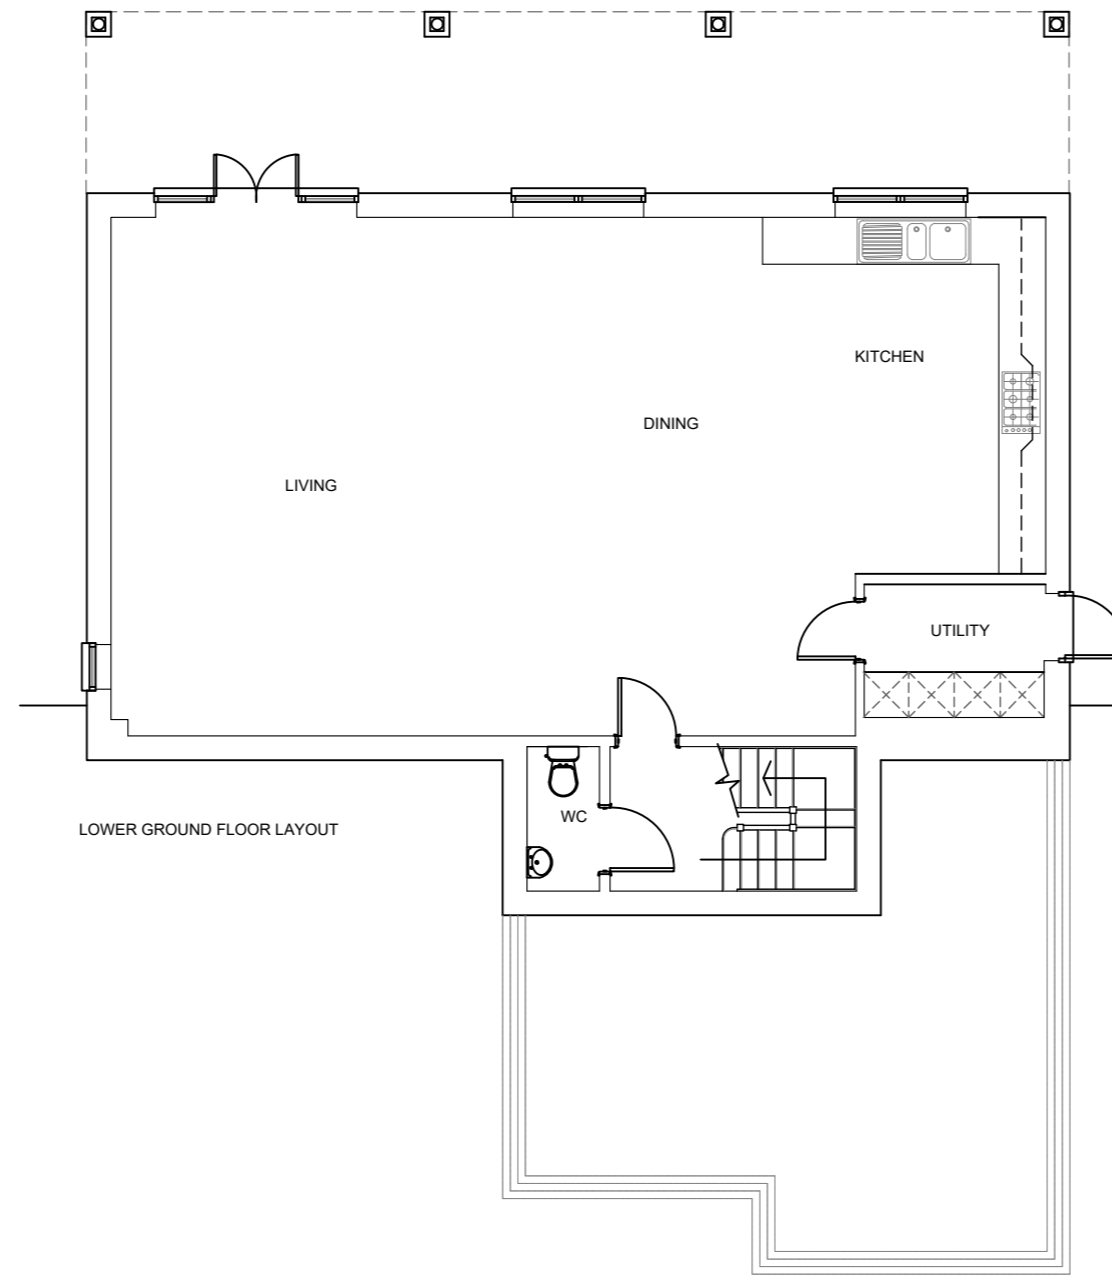 KITCHEN
DINING
LIVING
UTILITY
WC
LOWER GROUND FLOOR LAYOUT